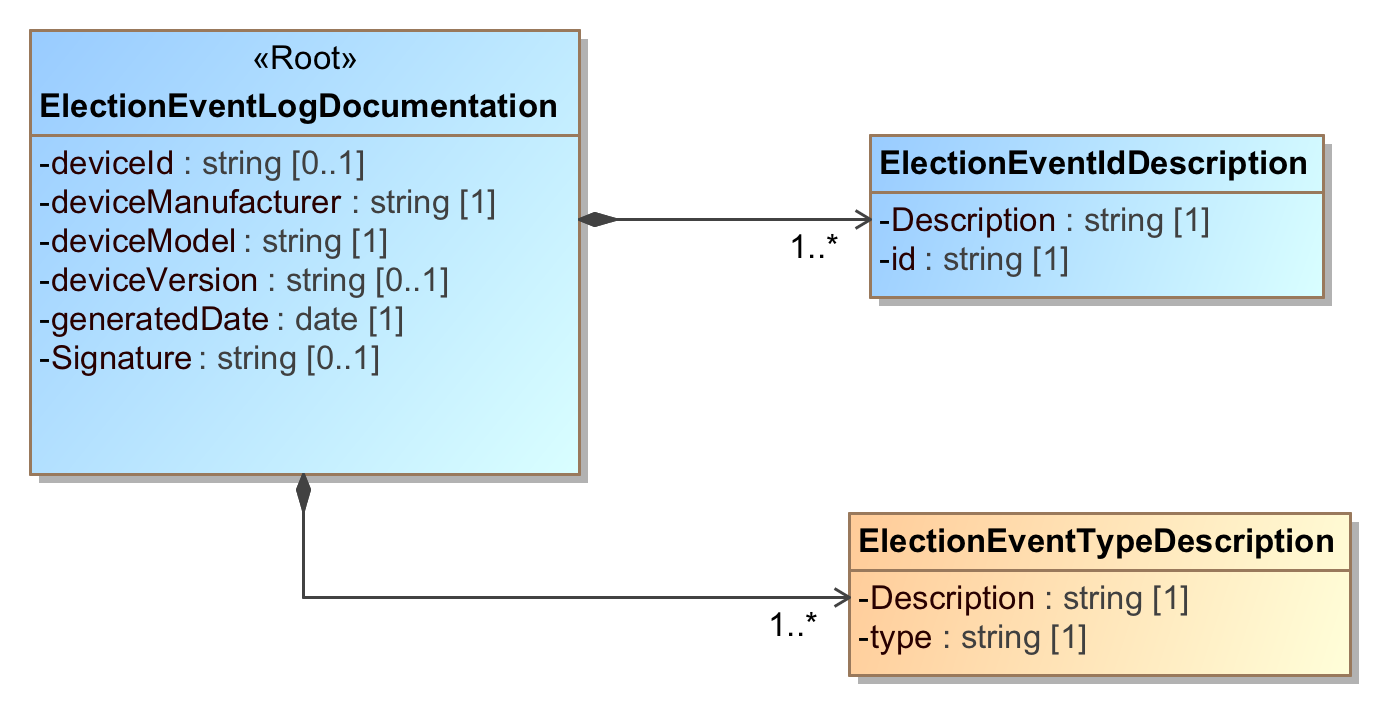 «Root»
ElectionEventLogDocumentation
-deviceId : string [0..1]
-deviceManufacturer : string [1]
-deviceModel : string [1]
-deviceVersion : string [0..1]
-generatedDate : date [1]
-Signature : string [0..1]
1..*
ElectionEventIdDescription
-Description : string [1]
-id : string [1]
1..*
ElectionEventTypeDescription
-Description : string [1]
-type : string [1]